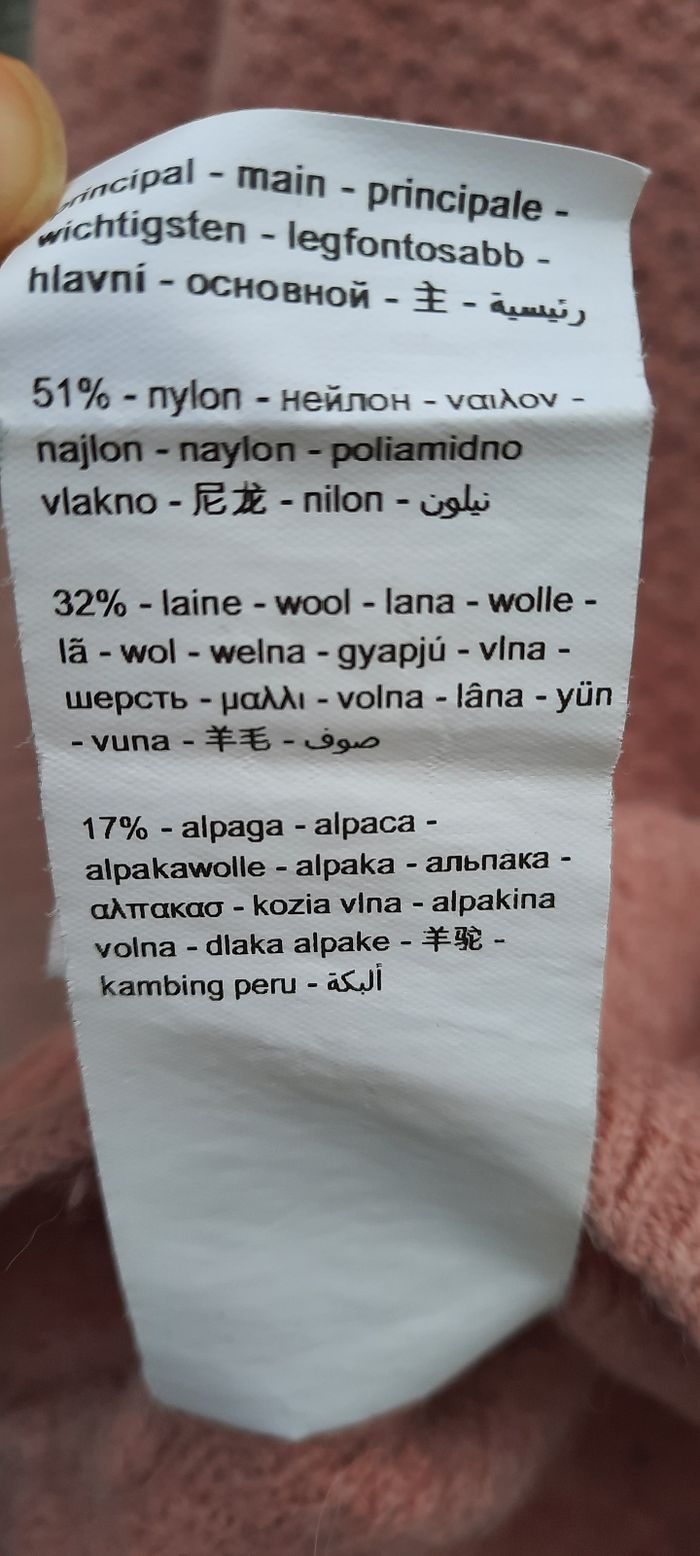 principal - main - principale -
wichtigsten - legfontosabb -
hlavní - основной - 主 - رئيسية
51% - nylon - нейлон - ναιλον -
najlon - naylon - poliamidno
vlakno - 尼龙 - nilon - نيلون
32% - laine - wool - lana - wolle -
lã - wol - welna - gyapjú - vlna -
шерсть - μαλλι - volna - lâna - yün
- vuna - 羊毛 - صوف
17% - alpaga - alpaca -
alpakawolle - alpaka - альпака -
αλπακασ - kozia vlna - alpakina
volna - dlaka alpake - 羊驼 -
kambing peru - ألبكة